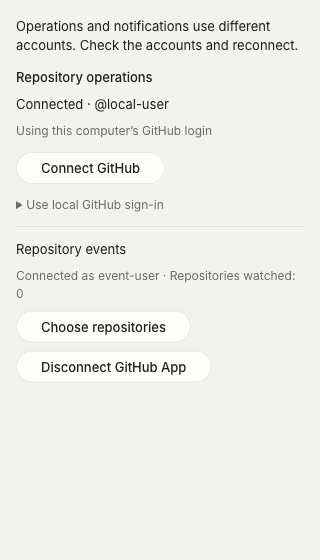 Operations and notifications use different
accounts. Check the accounts and reconnect.
Repository operations
Connected · @local-user
Using this computer’s GitHub login
Connect GitHub
Use local GitHub sign-in
Repository events
Connected as event-user · Repositories watched:
0
Choose repositories
Disconnect GitHub App